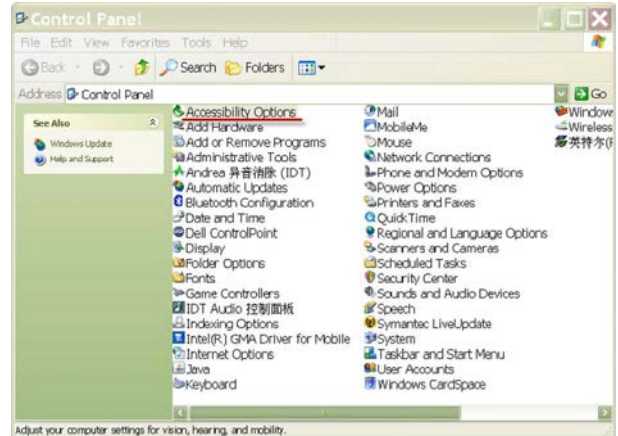 Control Panel
File Edit View Favorites Tools Help
Back Search Folders
Address Control Panel Go
See Also
Windows Update
Help and Support
Accessibility Options
Add Hardware
Add or Remove Programs
Administrative Tools
Andrea 异音消除 (IDT)
Automatic Updates
Bluetooth Configuration
Date and Time
Dell ControlPoint
Display
Folder Options
Fonts
Game Controllers
IDT Audio 控制面板
Indexing Options
Intel(R) GMA Driver for Mobile
Internet Options
Java
Keyboard
Mail
MobileMe
Mouse
Network Connections
Phone and Modem Options
Power Options
Printers and Faxes
QuickTime
Regional and Language Options
Scanners and Cameras
Scheduled Tasks
Security Center
Sounds and Audio Devices
Speech
Symantec LiveUpdate
System
Taskbar and Start Menu
User Accounts
Windows CardSpace
Window
Wireless
英特尔(
Adjust your computer settings for vision, hearing, and mobility.